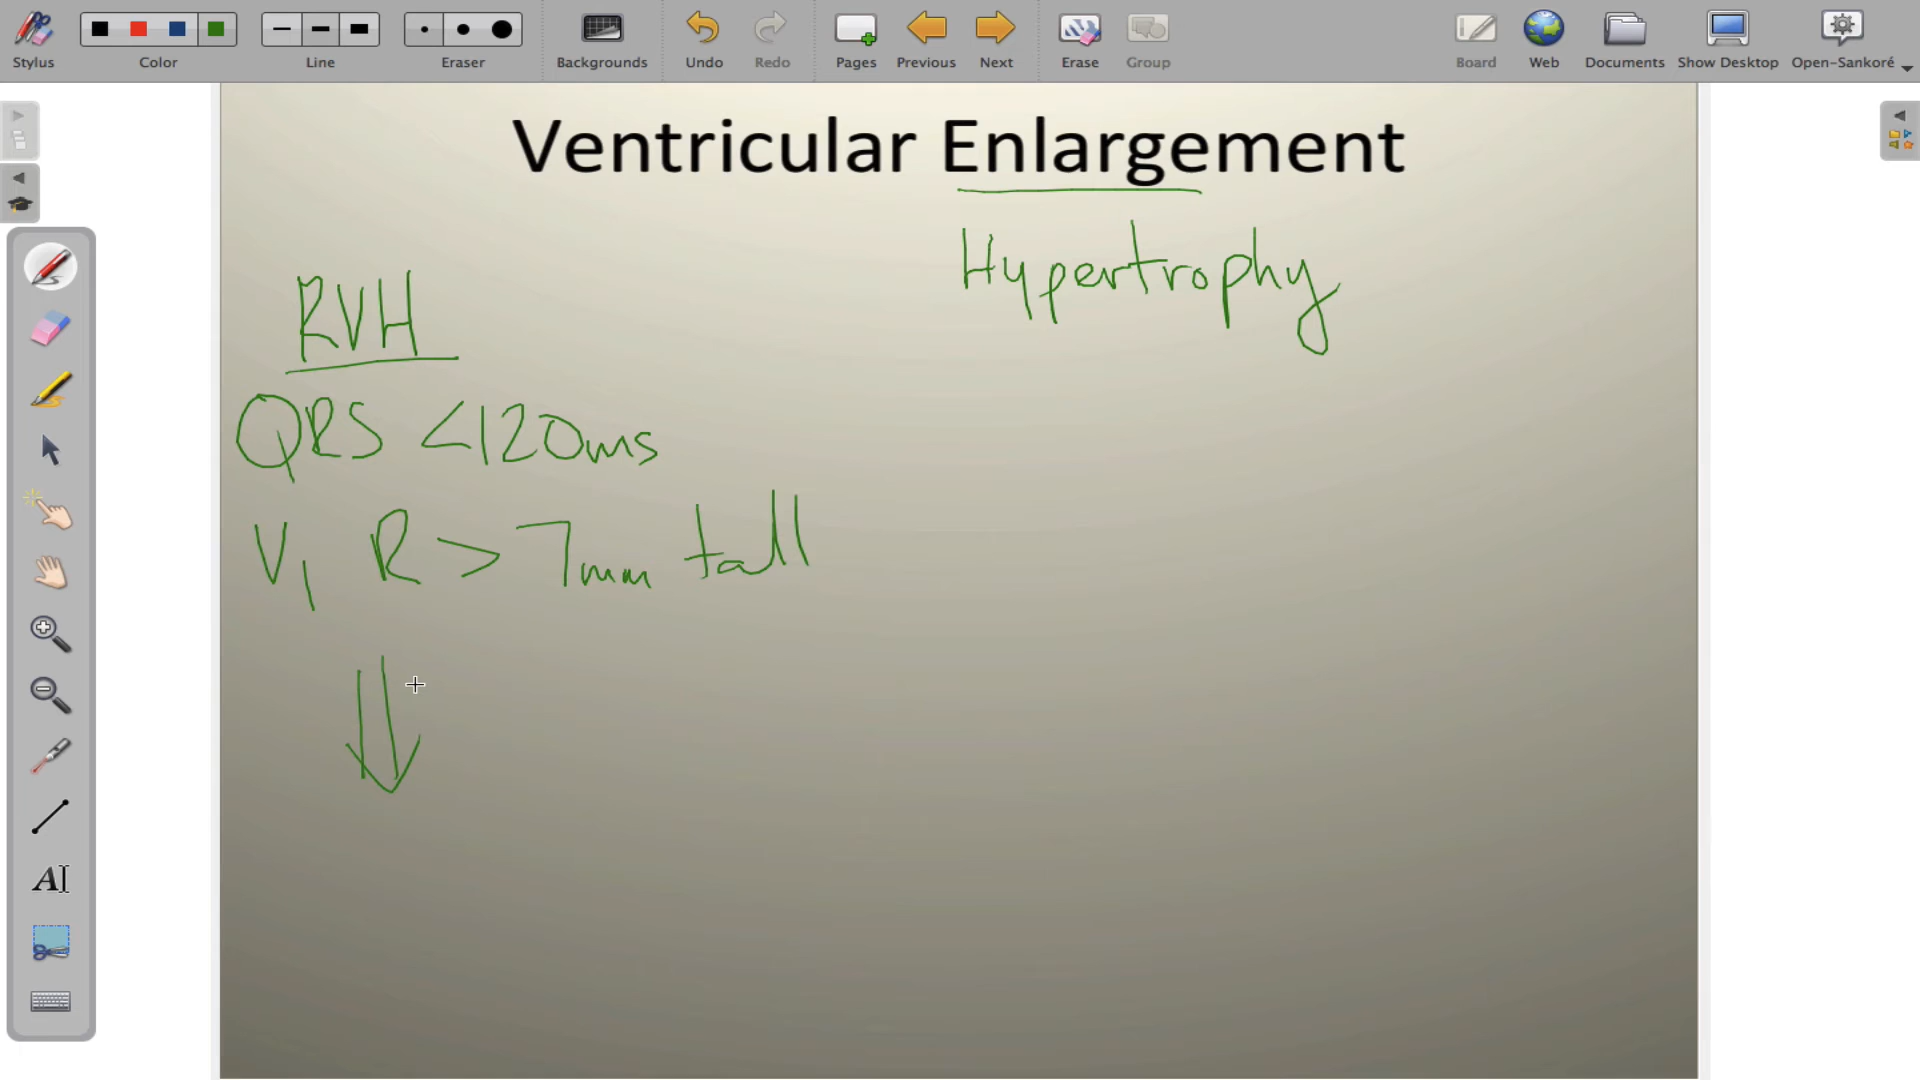 Stylus Color Line Eraser Backgrounds Undo Redo Pages Previous Next Erase Group Board Web Documents Show Desktop Open-Sankoré
Ventricular Enlargement
Hypertrophy
RVH
QRS <120ms
V1 R > 7mm tall
AI